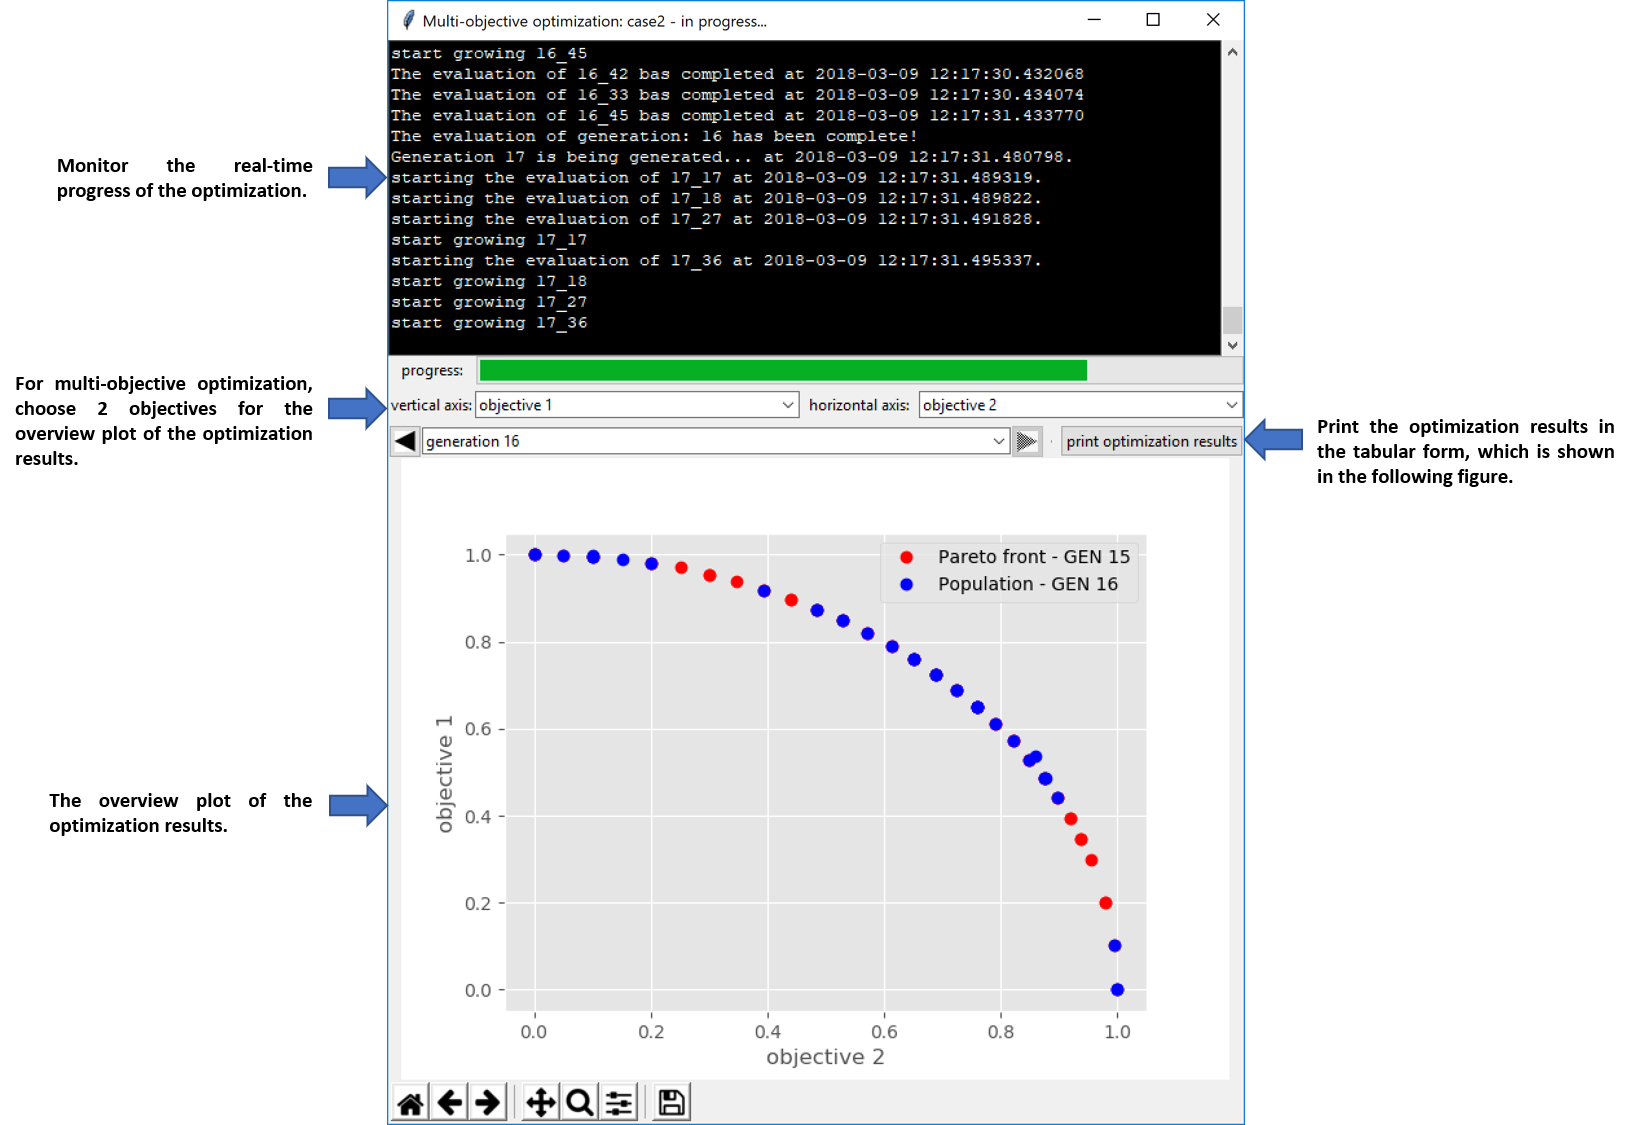 Multi-objective optimization: case2 - in progress...
start growing 16_45
The evaluation of 16_42 bas completed at 2018-03-09 12:17:30.432068
The evaluation of 16_33 bas completed at 2018-03-09 12:17:30.434074
The evaluation of 16_45 bas completed at 2018-03-09 12:17:31.433770
The evaluation of generation: 16 has been complete!
Generation 17 is being generated... at 2018-03-09 12:17:31.480798.
starting the evaluation of 17_17 at 2018-03-09 12:17:31.489319.
starting the evaluation of 17_18 at 2018-03-09 12:17:31.489822.
starting the evaluation of 17_27 at 2018-03-09 12:17:31.491828.
start growing 17_17
starting the evaluation of 17_36 at 2018-03-09 12:17:31.495337.
start growing 17_18
start growing 17_27
start growing 17_36
Monitor the real-time
progress of the optimization.
progress:
For multi-objective optimization,
choose 2 objectives for the
overview plot of the optimization
results.
vertical axis: objective 1 horizontal axis: objective 2
generation 16 print optimization results
Print the optimization results in
the tabular form, which is shown
in the following figure.
Pareto front - GEN 15
Population - GEN 16
1.0
0.8
0.6
0.4
0.2
0.0
objective 1
0.0 0.2 0.4 0.6 0.8 1.0
objective 2
The overview plot of the
optimization results.